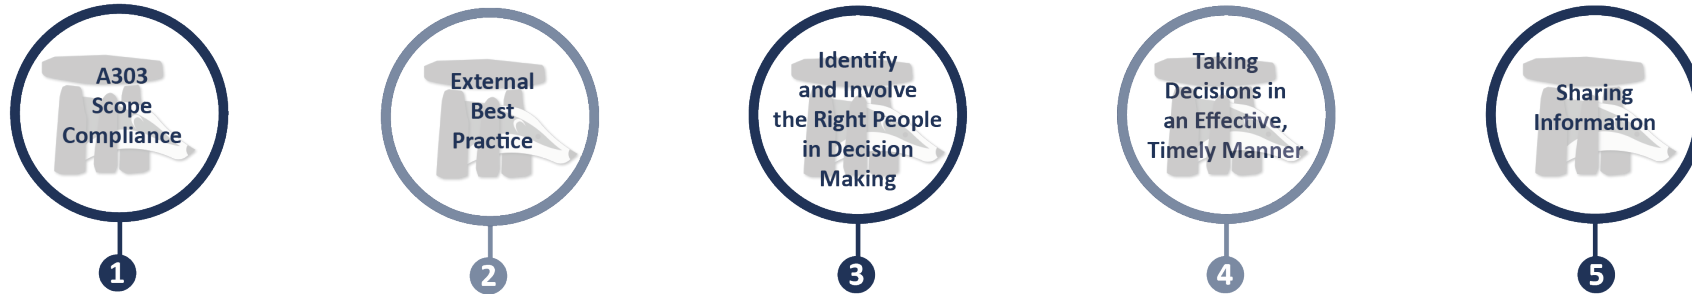 A303
Scope
Compliance
1
External
Best
Practice
2
Identify
and Involve
the Right People
in Decision
Making
3
Taking
Decisions in
an Effective,
Timely Manner
4
Sharing
Information
5